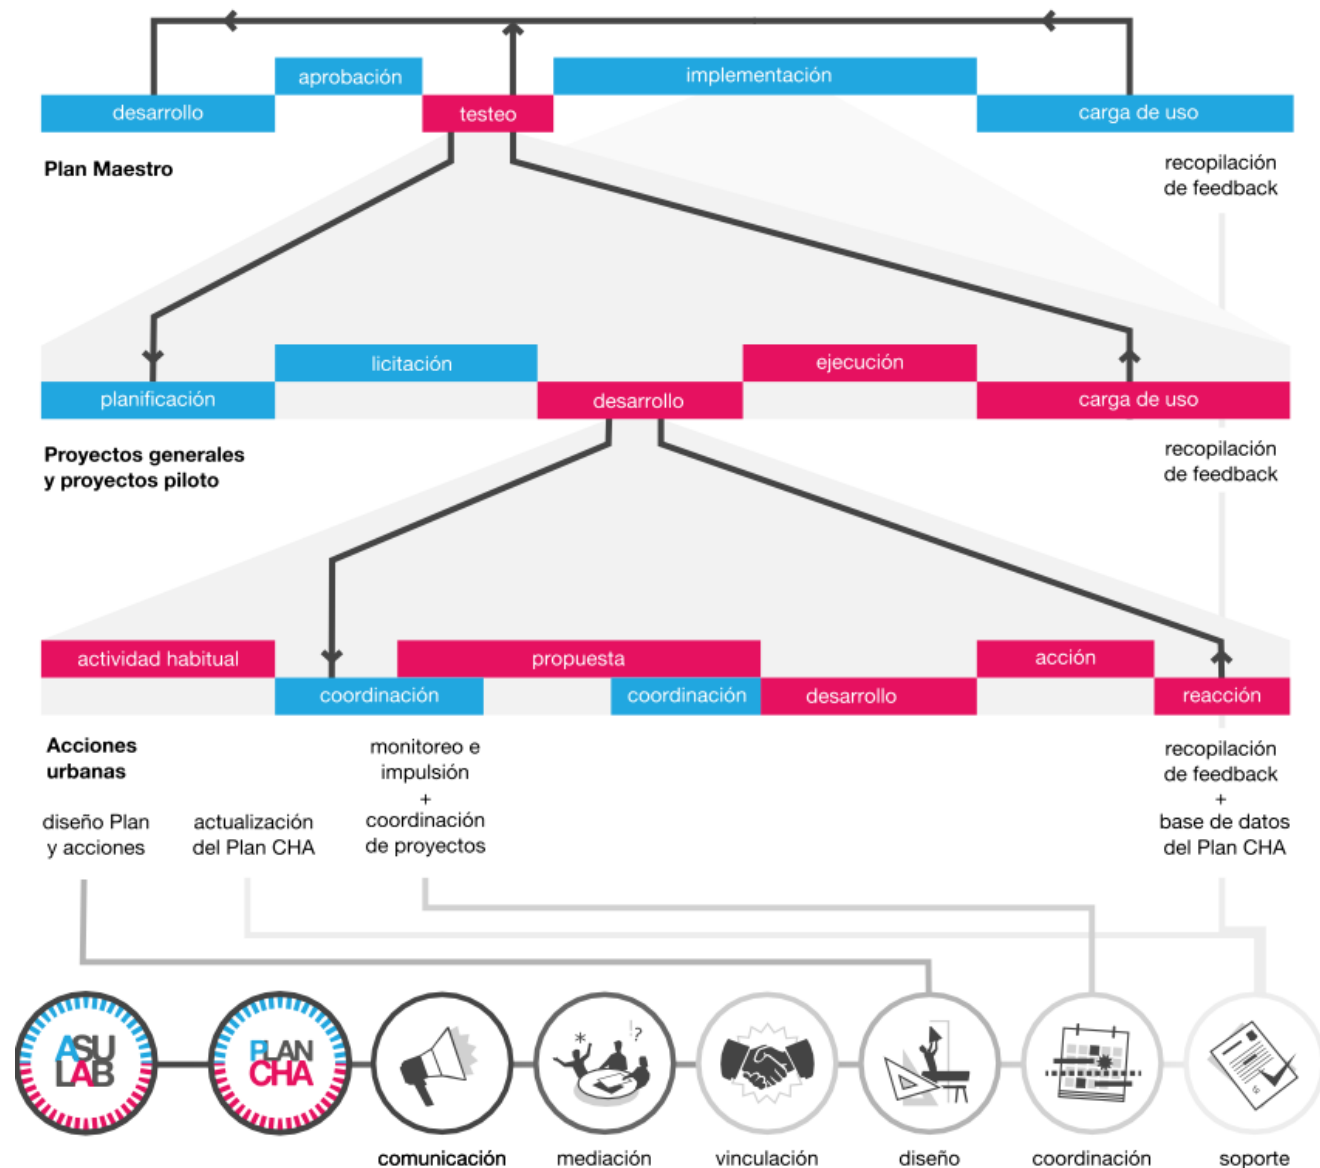 aprobación
implementación
desarrollo
testeo
carga de uso
Plan Maestro
recopilación
de feedback
licitación
ejecución
planificación
desarrollo
carga de uso
Proyectos generales
y proyectos piloto
recopilación
de feedback
actividad habitual
propuesta
acción
coordinación
coordinación
desarrollo
reacción
Acciones
urbanas
monitoreo e
impulsión
+
coordinación
de proyectos
recopilación
de feedback
+
base de datos
del Plan CHA
diseño Plan
y acciones
actualización
del Plan CHA
ASU
LAB
PLAN
CHA
* !?
comunicación
mediación
vinculación
diseño
coordinación
soporte